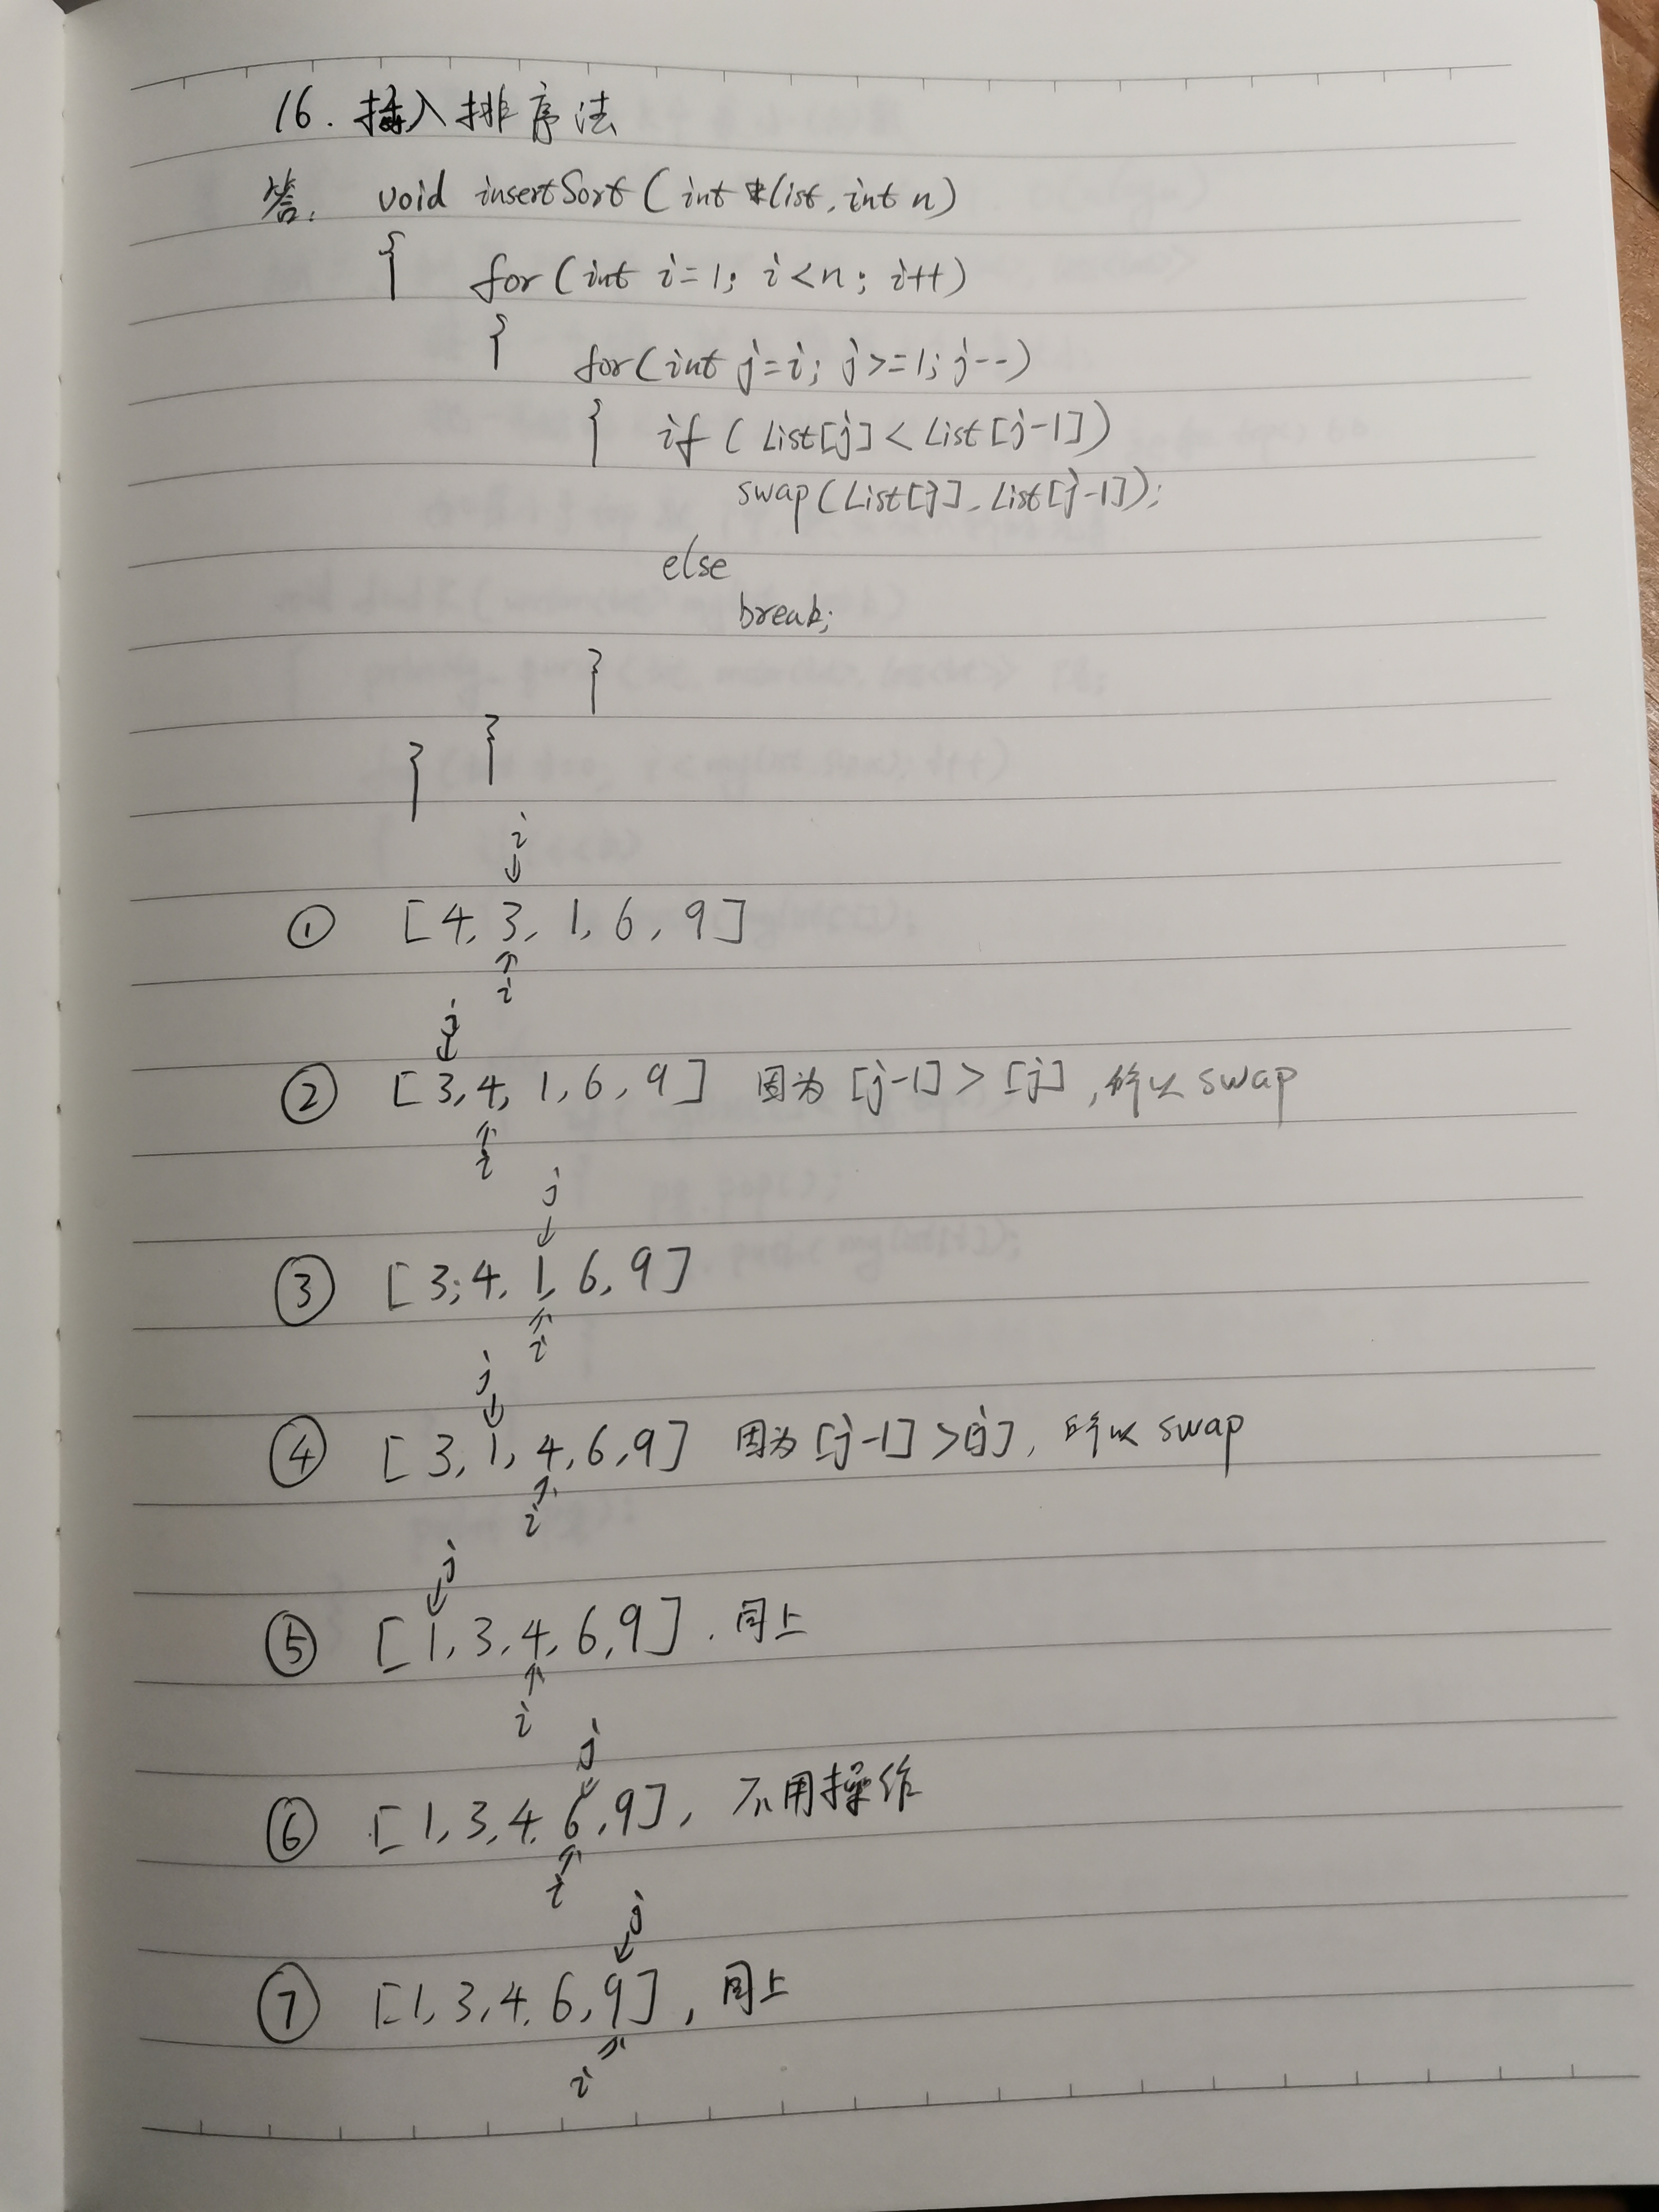 16. 插入排序法
答: void insertSort (int *list, int n)
{ for (int i=1; i<n; i++)
{ for (int j=i; j>=1; j--)
{ if ( List[j] < List[j-1])
swap (List[j], List[j-1]);
else
break;
}
}
}
i
↓
① [4, 3, 1, 6, 9]
↑
i
j
↓
② [3, 4, 1, 6, 9] 因为 [j-1] > [j], 所以 swap
↑
i
j
↓
③ [3, 4, 1, 6, 9]
↑
i
j
↓
④ [3, 1, 4, 6, 9] 因为 [j-1] > [j], 所以 swap
↑
i
j
↓
⑤ [1, 3, 4, 6, 9]. 同上
↑
i
j
↓
⑥ [1, 3, 4, 6, 9], 不用操作
↑
i
j
↓
⑦ [1, 3, 4, 6, 9], 同上
↑
i